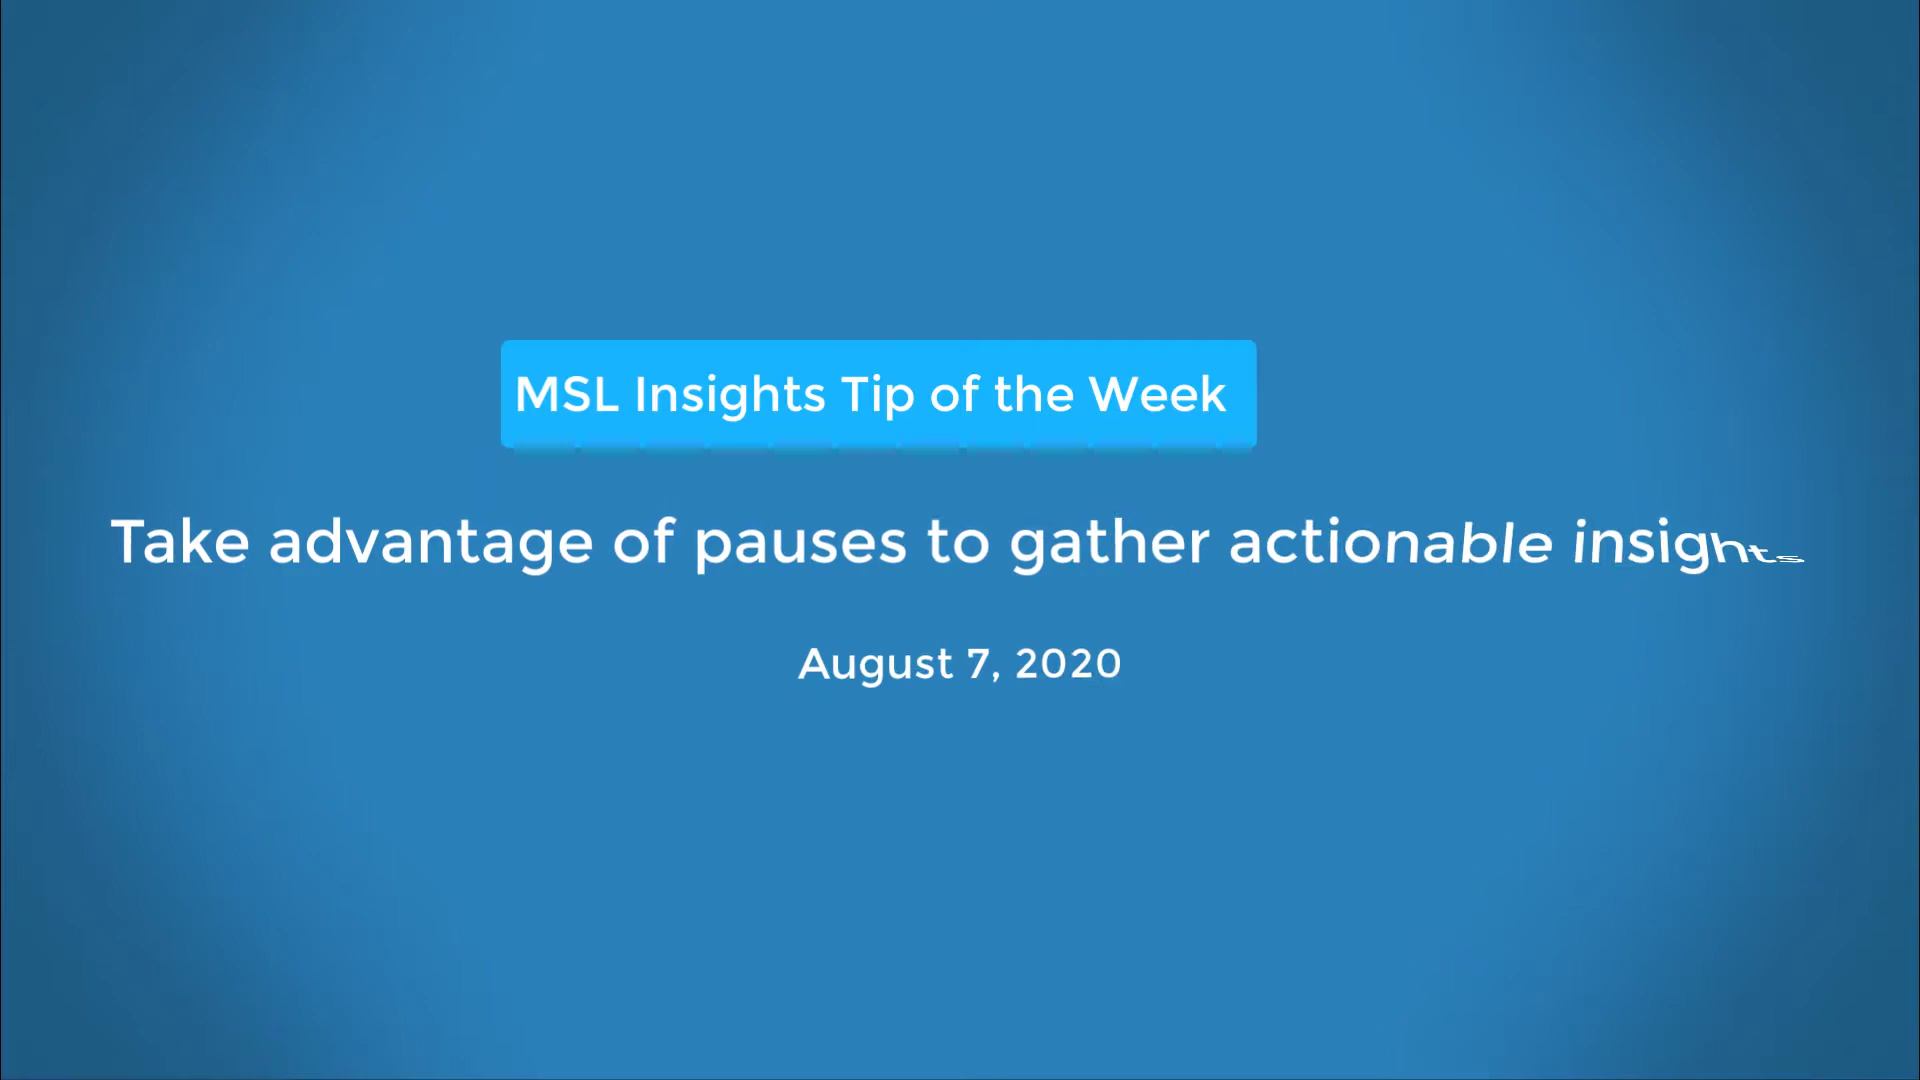 MSL Insights Tip of the Week
Take advantage of pauses to gather actionable insights
August 7, 2020